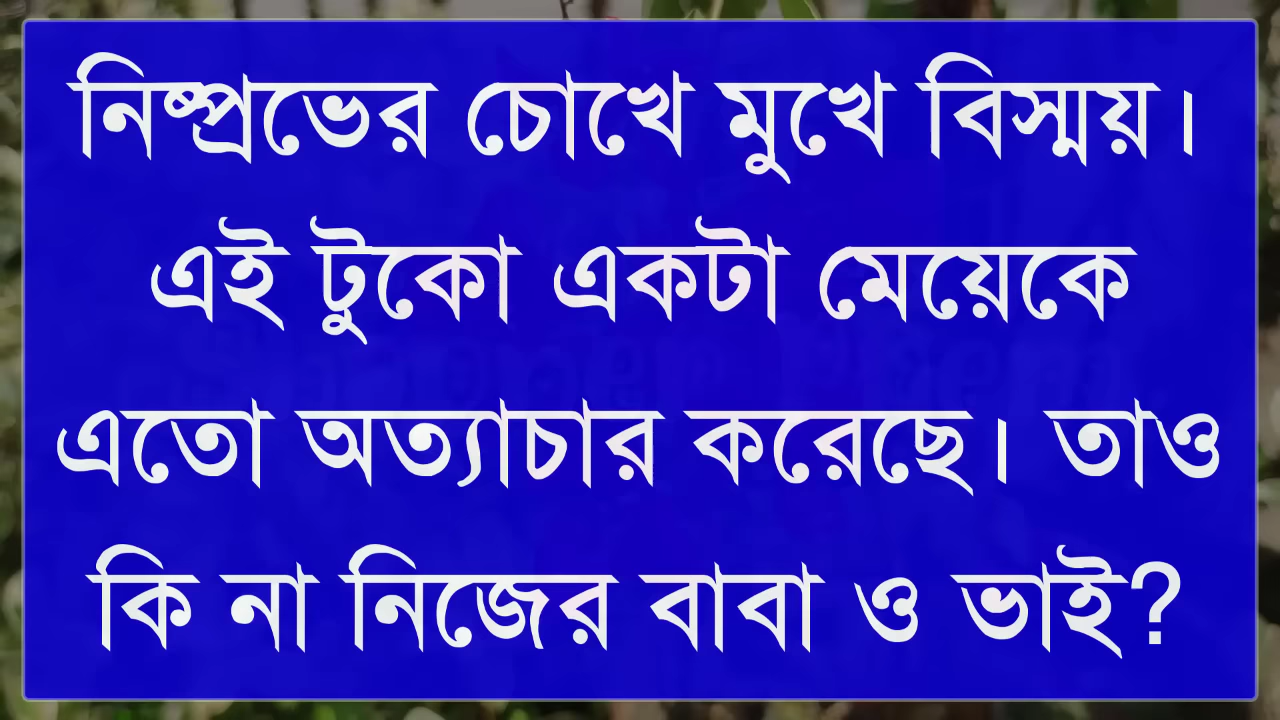 নিষ্প্রভের চোখে মুখে বিস্ময়।
এই টুকো একটা মেয়েকে
এতো অত্যাচার করেছে। তাও
কি না নিজের বাবা ও ভাই?